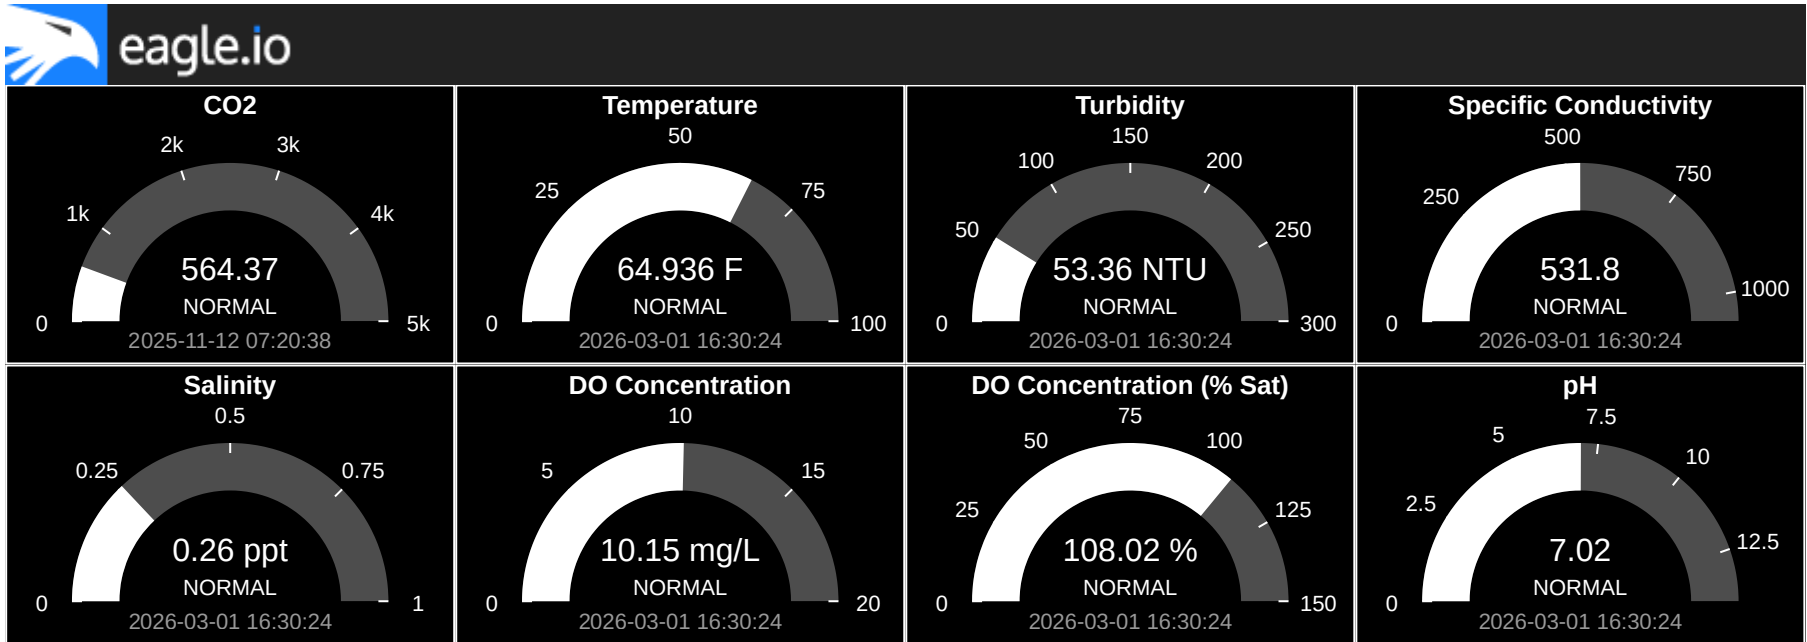 eagle.io
CO2
2k
3k
1k
4k
564.37
NORMAL
0
5k
2025-11-12 07:20:38
Temperature
50
25
75
64.936 F
NORMAL
0
100
2026-03-01 16:30:24
Turbidity
150
100
200
50
250
53.36 NTU
NORMAL
0
300
2026-03-01 16:30:24
Specific Conductivity
500
750
250
531.8
1000
NORMAL
0
2026-03-01 16:30:24
Salinity
0.5
0.25
0.75
0.26 ppt
NORMAL
0
1
2026-03-01 16:30:24
DO Concentration
10
5
15
10.15 mg/L
NORMAL
0
20
2026-03-01 16:30:24
DO Concentration (% Sat)
75
50
100
25
125
108.02 %
NORMAL
0
150
2026-03-01 16:30:24
pH
7.5
5
10
2.5
12.5
7.02
NORMAL
0
2026-03-01 16:30:24